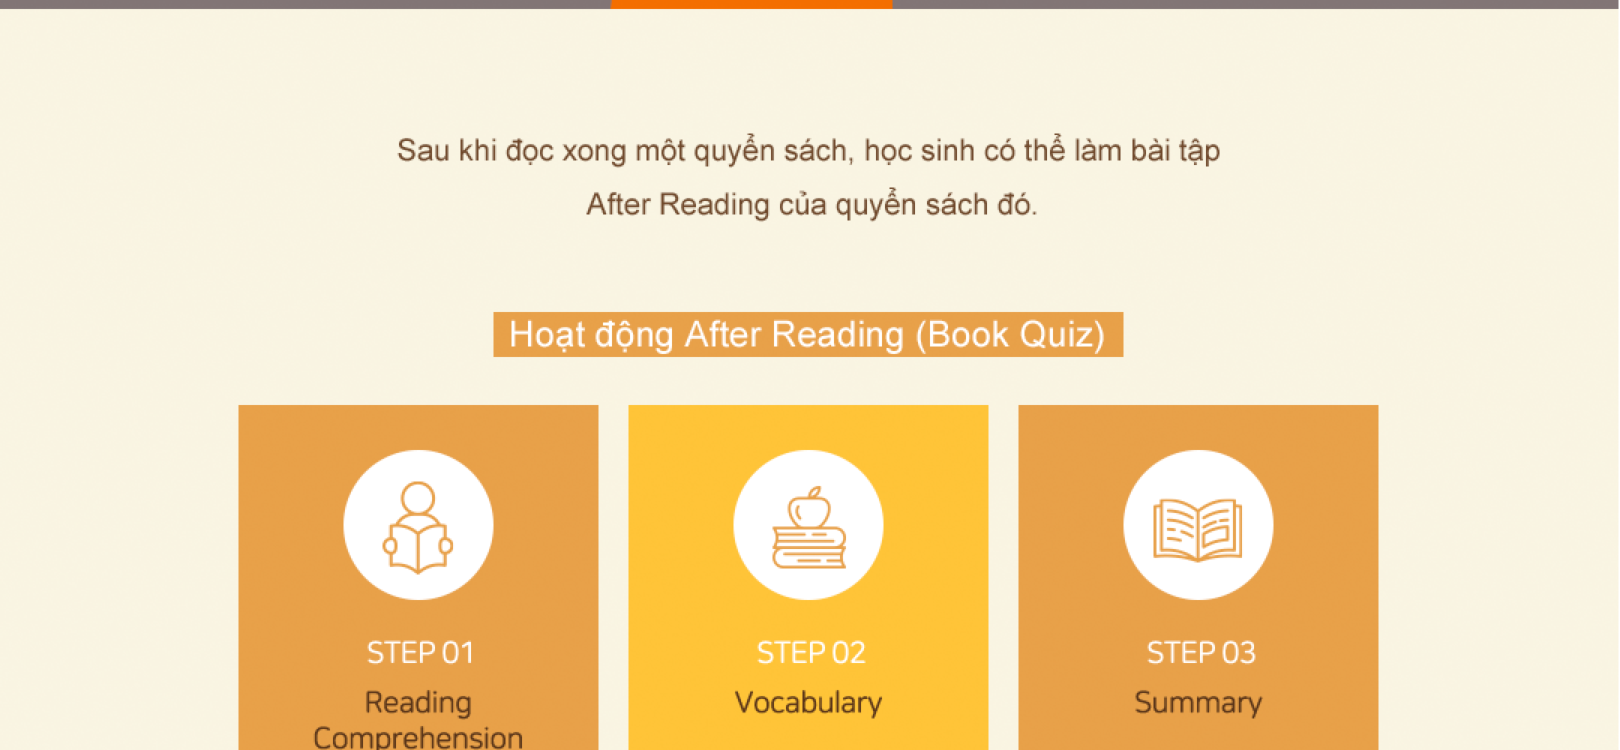 Sau khi đọc xong một quyển sách, học sinh có thể làm bài tập
After Reading của quyển sách đó.
Hoạt động After Reading (Book Quiz)
STEP 01
Reading
Comprehension
STEP 02
Vocabulary
STEP 03
Summary